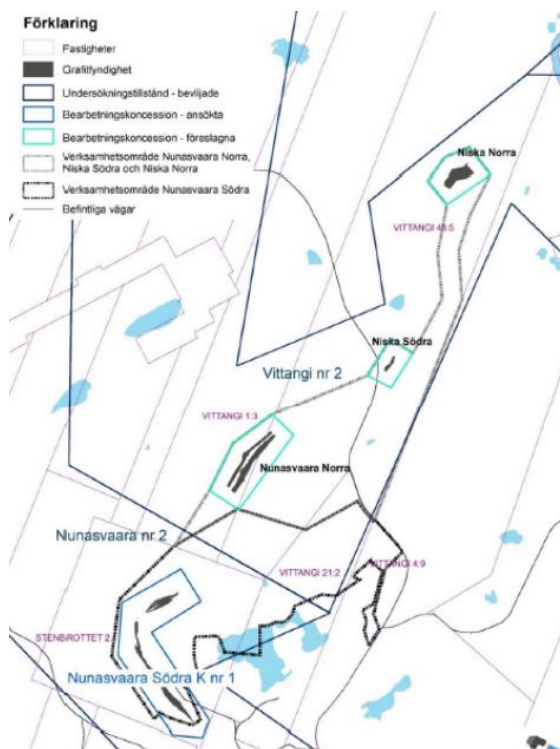 Förklaring
Fastigheter
Grafitfyndighet
Undersökningstillstånd - beviljade
Bearbetningskoncession - ansökta
Bearbetningskoncession - föreslagna
Verksamhetsområde Nunasvaara Norra,
Niska Södra och Niska Norra
Verksamhetsområde Nunasvaara Södra
Befintliga vägar
Niska Norra
VITTANGI 48:5
Niska Södra
Vittangi nr 2
VITTANGI 1:3
Nunasvaara Norra
Nunasvaara nr 2
VITTANGI 21:2
VITTANGI 4:9
STENBROTTET 2:
Nunasvaara Södra K nr 1